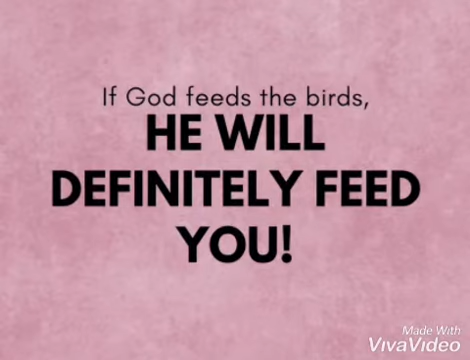 If God feeds the birds,
HE WILL
DEFINITELY FEED
YOU!
Made With
VivaVideo